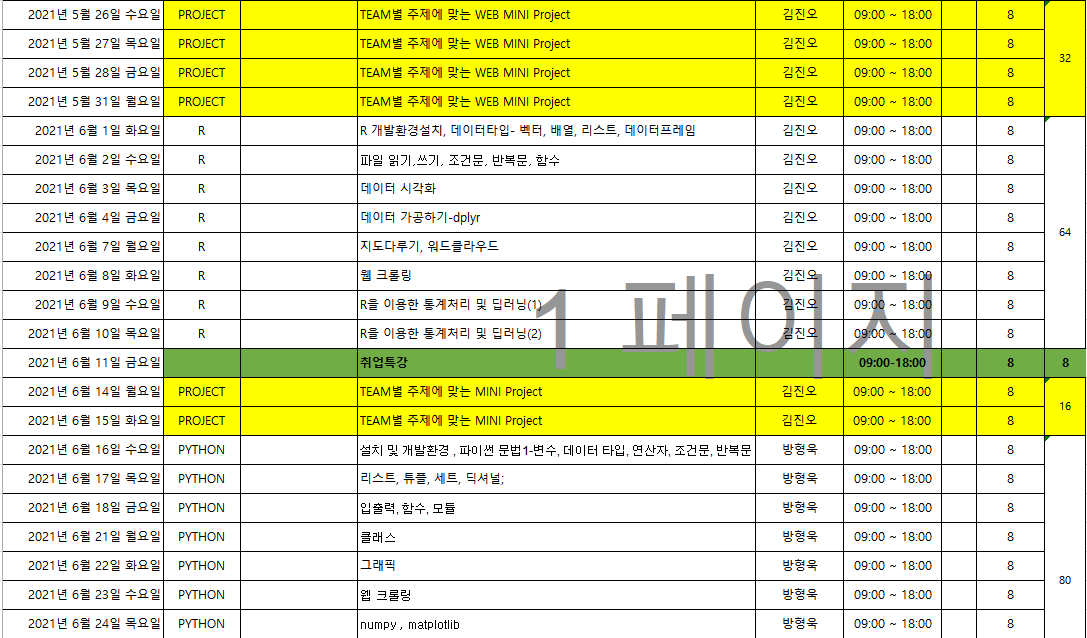 2021년 5월 26일 수요일 PROJECT TEAM별 주제에 맞는 WEB MINI Project 김진오 09:00 ~ 18:00 8
2021년 5월 27일 목요일 PROJECT TEAM별 주제에 맞는 WEB MINI Project 김진오 09:00 ~ 18:00 8
32
2021년 5월 28일 금요일 PROJECT TEAM별 주제에 맞는 WEB MINI Project 김진오 09:00 ~ 18:00 8
2021년 5월 31일 월요일 PROJECT TEAM별 주제에 맞는 WEB MINI Project 김진오 09:00 ~ 18:00 8
2021년 6월 1일 화요일 R R 개발환경설치, 데이터타입- 벡터, 배열, 리스트, 데이터프레임 김진오 09:00 ~ 18:00 8
2021년 6월 2일 수요일 R 파일 읽기,쓰기, 조건문, 반복문, 함수 김진오 09:00 ~ 18:00 8
2021년 6월 3일 목요일 R 데이터 시각화 김진오 09:00 ~ 18:00 8
2021년 6월 4일 금요일 R 데이터 가공하기-dplyr 김진오 09:00 ~ 18:00 8
64
2021년 6월 7일 월요일 R 지도다루기, 워드클라우드 김진오 09:00 ~ 18:00 8
2021년 6월 8일 화요일 R 웹 크롤링 김진오 09:00 ~ 18:00 8
2021년 6월 9일 수요일 R R을 이용한 통계처리 및 딥러닝(1) 김진오 09:00 ~ 18:00 8
1 페이지
2021년 6월 10일 목요일 R R을 이용한 통계처리 및 딥러닝(2) 김진오 09:00 ~ 18:00 8
2021년 6월 11일 금요일 취업특강 09:00-18:00 8 8
2021년 6월 14일 월요일 PROJECT TEAM별 주제에 맞는 MINI Project 김진오 09:00 ~ 18:00 8
16
2021년 6월 15일 화요일 PROJECT TEAM별 주제에 맞는 MINI Project 김진오 09:00 ~ 18:00 8
2021년 6월 16일 수요일 PYTHON 설치 및 개발환경 , 파이썬 문법1-변수, 데이터 타입, 연산자, 조건문, 반복문 방형욱 09:00 ~ 18:00 8
2021년 6월 17일 목요일 PYTHON 리스트, 튜플, 세트, 딕셔널; 방형욱 09:00 ~ 18:00 8
2021년 6월 18일 금요일 PYTHON 입출력, 함수, 모듈 방형욱 09:00 ~ 18:00 8
2021년 6월 21일 월요일 PYTHON 클래스 방형욱 09:00 ~ 18:00 8
2021년 6월 22일 화요일 PYTHON 그래픽 방형욱 09:00 ~ 18:00 8
80
2021년 6월 23일 수요일 PYTHON 웹 크롤링 방형욱 09:00 ~ 18:00 8
2021년 6월 24일 목요일 PYTHON numpy , matplotlib 방형욱 09:00 ~ 18:00 8